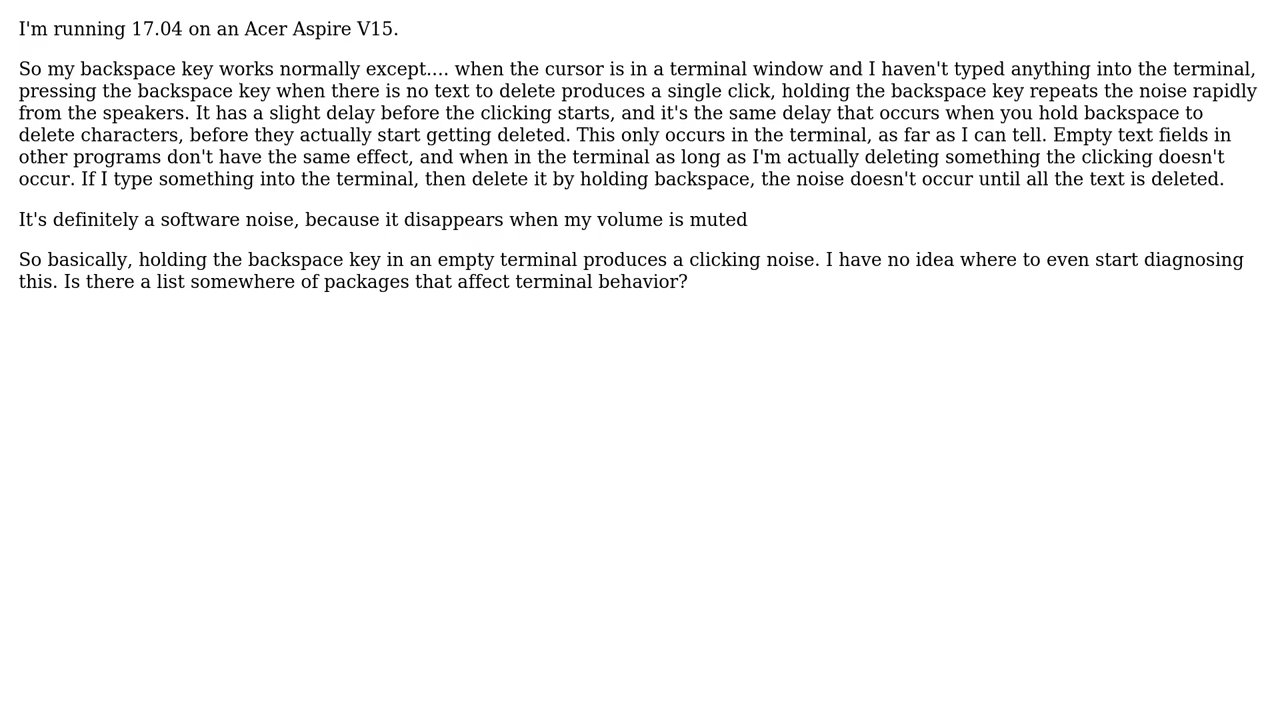 I'm running 17.04 on an Acer Aspire V15.
So my backspace key works normally except.... when the cursor is in a terminal window and I haven't typed anything into the terminal,
pressing the backspace key when there is no text to delete produces a single click, holding the backspace key repeats the noise rapidly
from the speakers. It has a slight delay before the clicking starts, and it's the same delay that occurs when you hold backspace to
delete characters, before they actually start getting deleted. This only occurs in the terminal, as far as I can tell. Empty text fields in
other programs don't have the same effect, and when in the terminal as long as I'm actually deleting something the clicking doesn't
occur. If I type something into the terminal, then delete it by holding backspace, the noise doesn't occur until all the text is deleted.
It's definitely a software noise, because it disappears when my volume is muted
So basically, holding the backspace key in an empty terminal produces a clicking noise. I have no idea where to even start diagnosing
this. Is there a list somewhere of packages that affect terminal behavior?